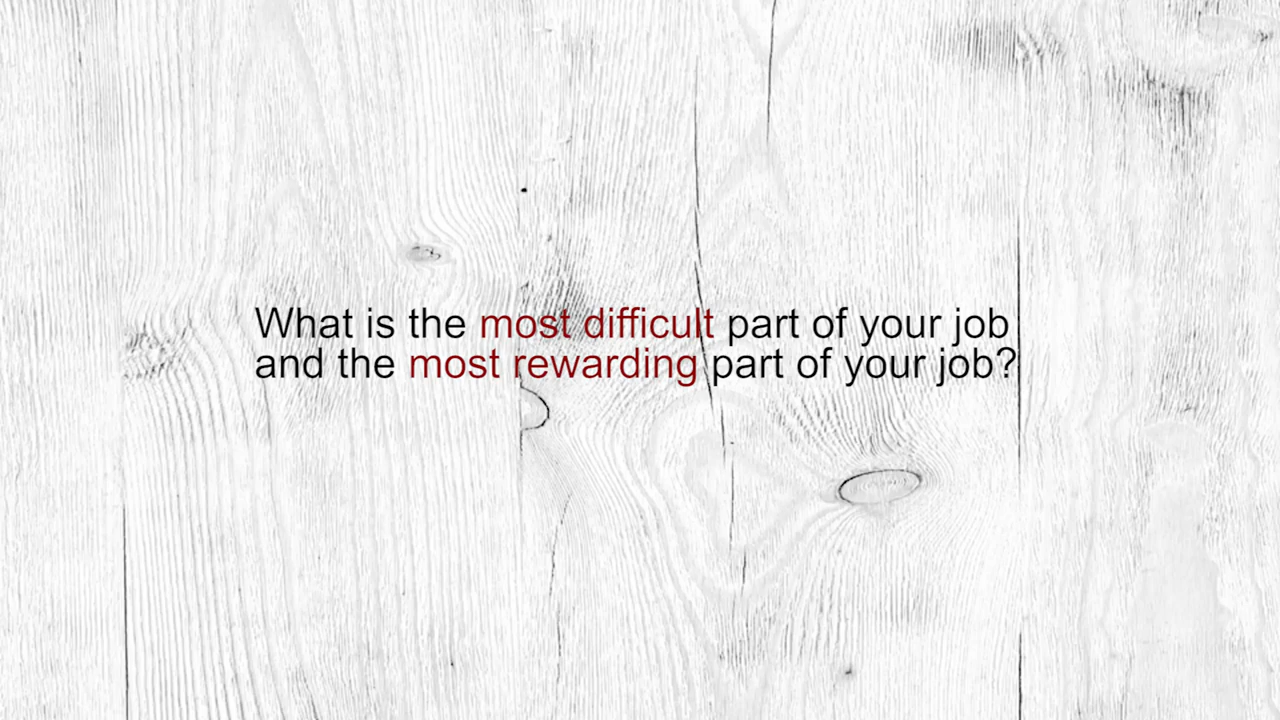 What is the most difficult part of your job
and the most rewarding part of your job?